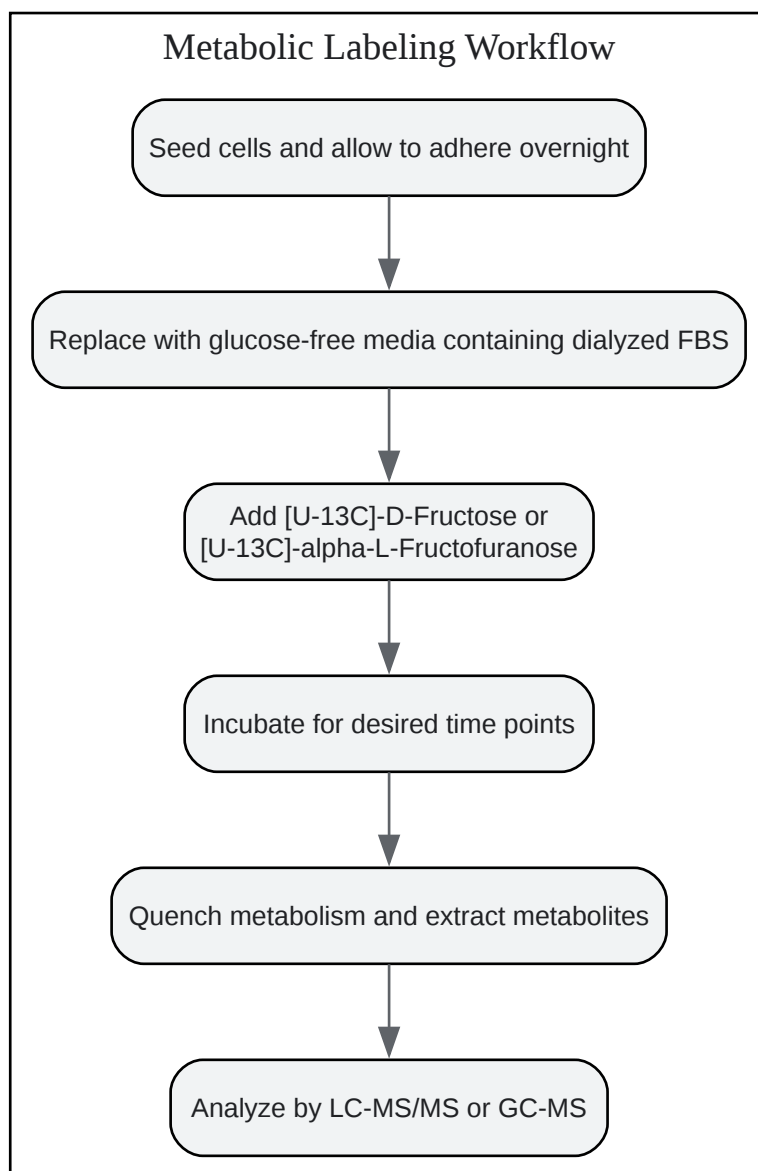 Metabolic Labeling Workflow
Seed cells and allow to adhere overnight
Replace with glucose-free media containing dialyzed FBS
Add [U-13C]-D-Fructose or
[U-13C]-alpha-L-Fructofuranose
Incubate for desired time points
Quench metabolism and extract metabolites
Analyze by LC-MS/MS or GC-MS